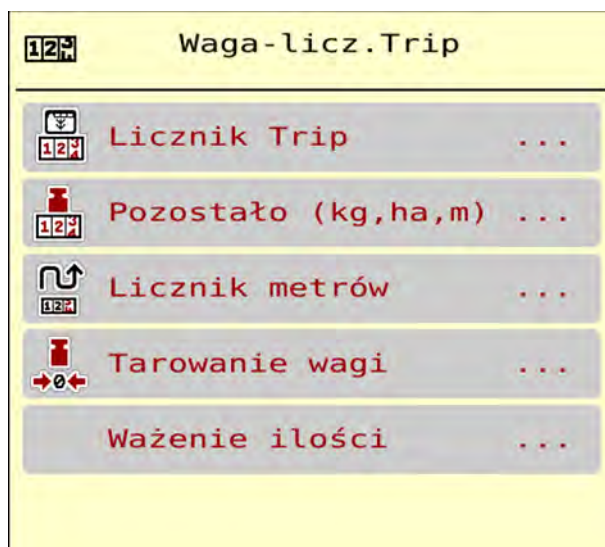 Waga-licz.Trip
Licznik Trip ...
Pozostało (kg,ha,m) ...
Licznik metrów ...
Tarowanie wagi ...
Ważenie ilości ...